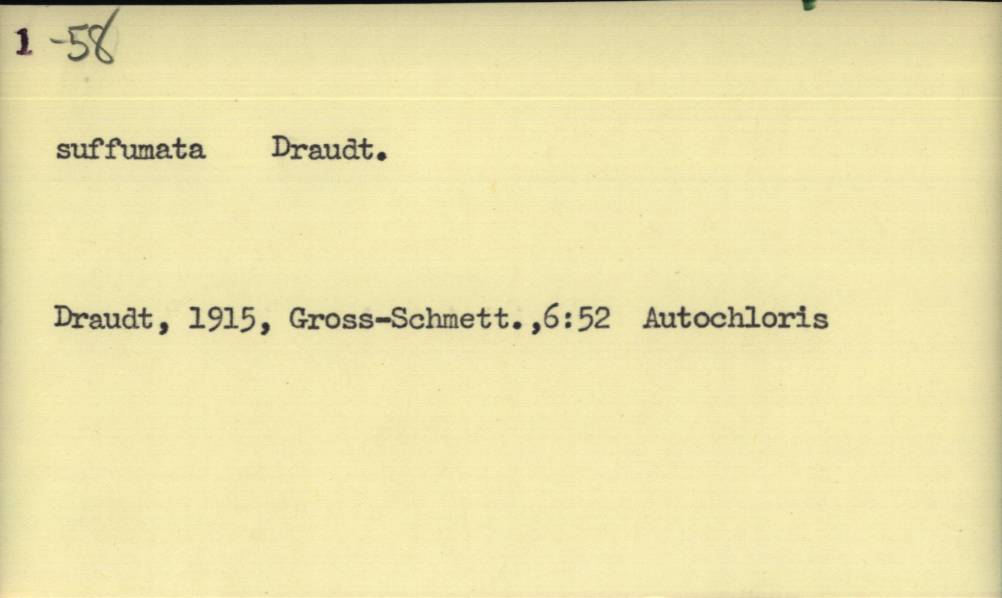 1 -58
suffumata Draudt.
Draudt, 1915, Gross-Schmett.,6:52 Autochloris